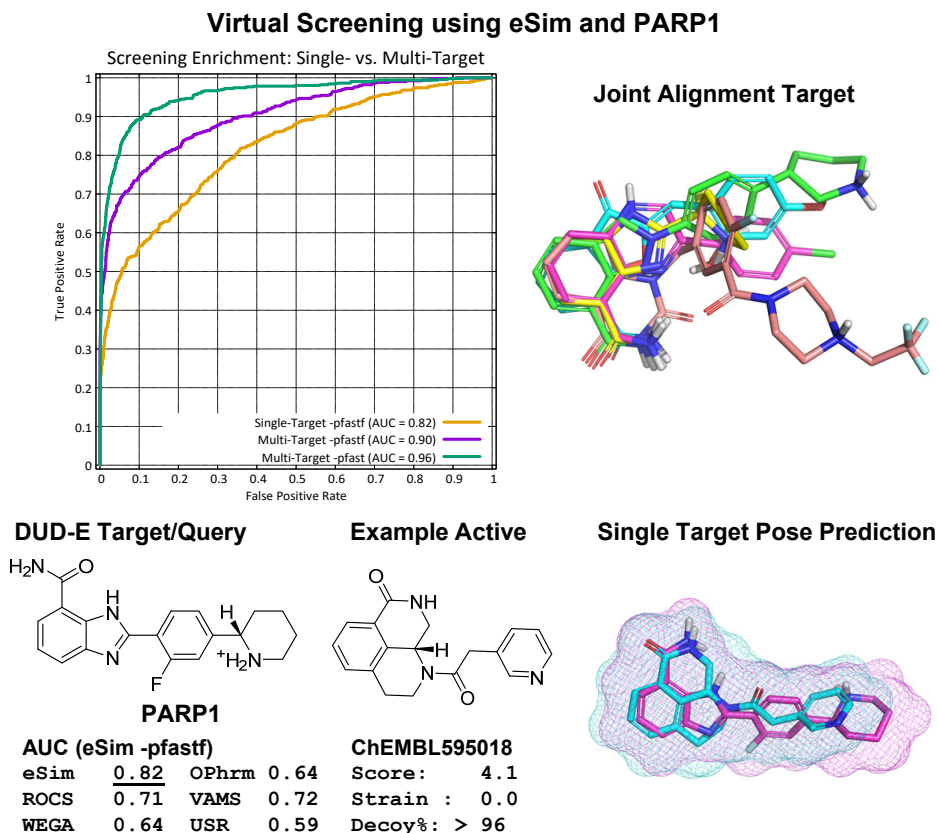 Virtual Screening using eSim and PARP1
Screening Enrichment: Single- vs. Multi-Target
True Positive Rate
1
0.9
0.8
0.7
0.6
0.5
0.4
0.3
0.2
0.1
0
Single-Target -pfastf (AUC = 0.82)
Multi-Target -pfastf (AUC = 0.90)
Multi-Target -pfast (AUC = 0.96)
0 0.1 0.2 0.3 0.4 0.5 0.6 0.7 0.8 0.9 1
False Positive Rate
Joint Alignment Target
DUD-E Target/Query
H2N
O
H
N
N
F
H
+H2N
PARP1
AUC (eSim -pfastf)
eSim 0.82 OPhrm 0.64
ROCS 0.71 VAMS 0.72
WEGA 0.64 USR 0.59
Example Active
O
NH
H
N
O
N
ChEMBL595018
Score: 4.1
Strain : 0.0
Decoy%: > 96
Single Target Pose Prediction